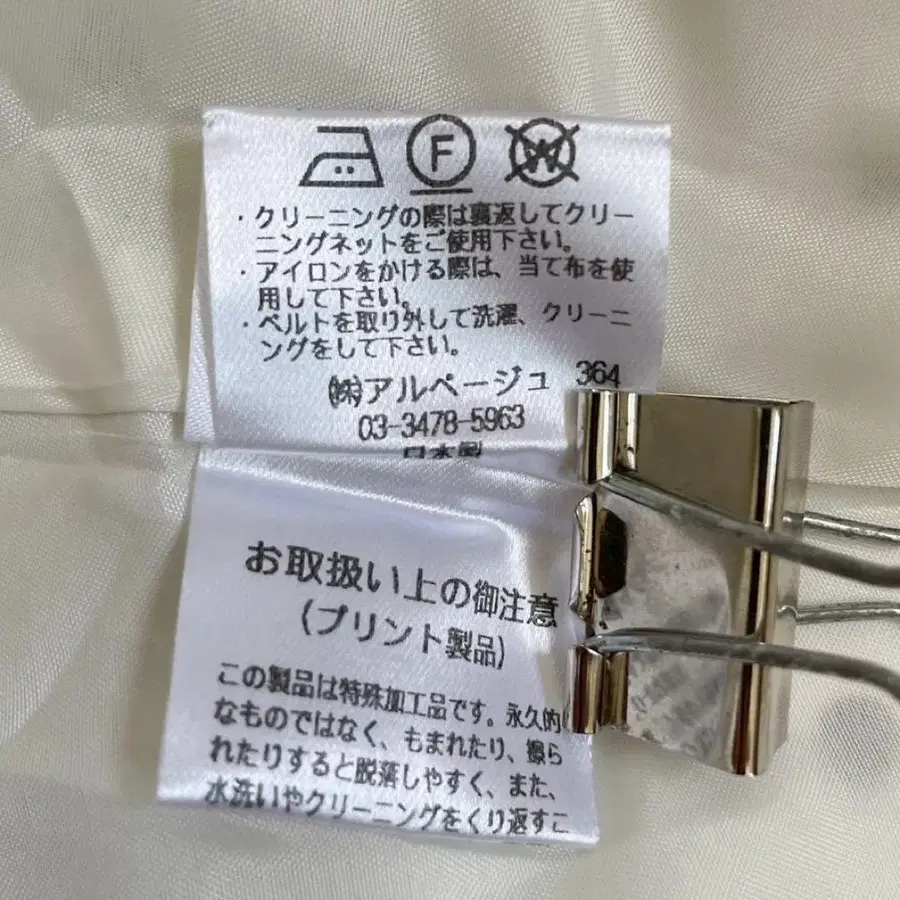 F W
・クリーニングの際は裏返してクリー
ニングネットをご使用下さい。
・アイロンをかける際は、当て布を使
用して下さい。
・ベルトを取り外して洗濯、クリーニ
ングをして下さい。
㈱アルページュ 364
03-3478-5963
日本製
お取扱い上の御注意
(プリント製品)
この製品は特殊加工品です。永久的
なものではなく、もまれたり、擦ら
れたりすると脱落しやすく、また、
水洗いやクリーニングをくり返すこ